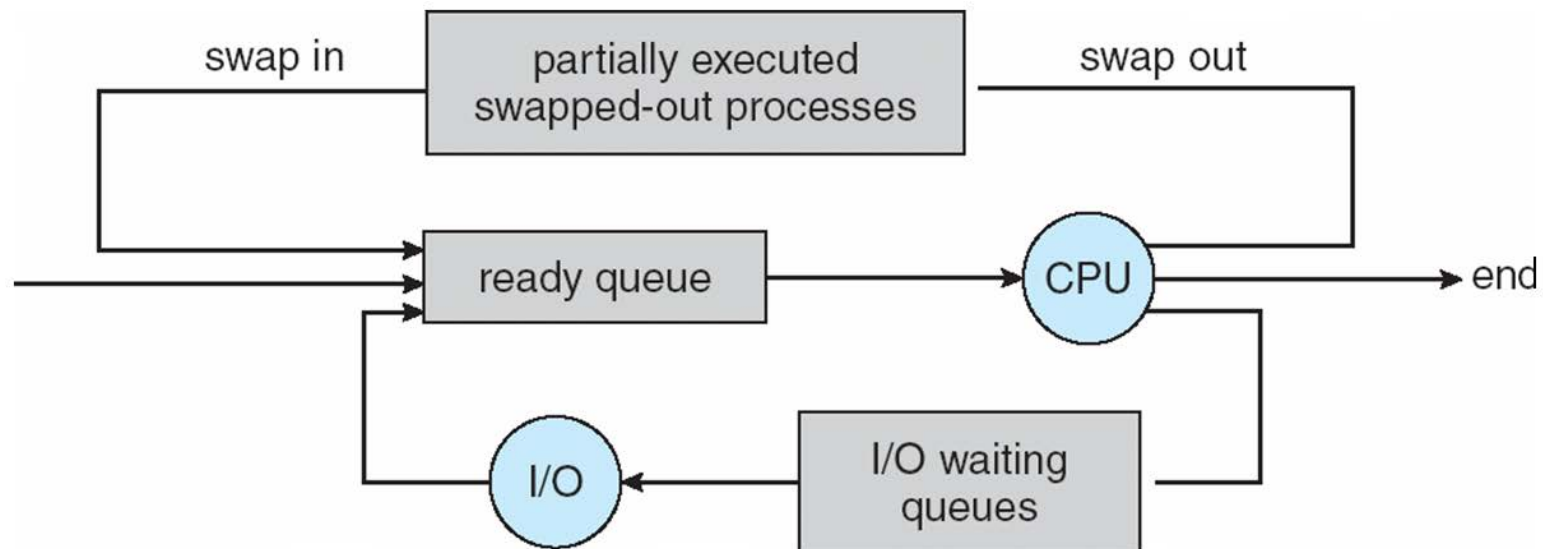 swap in
partially executed
swapped-out processes
swap out
ready queue
CPU
end
I/O
I/O waiting
queues